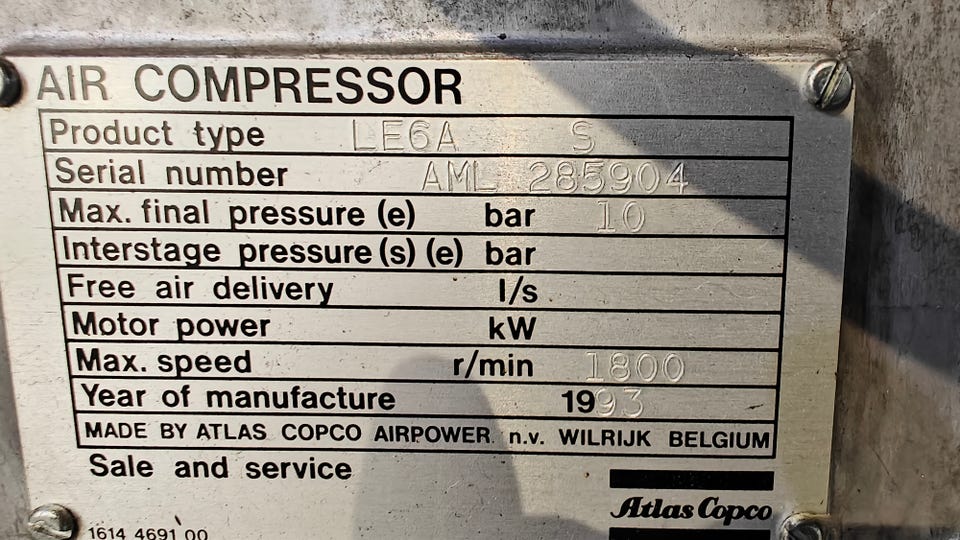 AIR COMPRESSOR
Product type LE6A S
Serial number AML 285904
Max. final pressure (e) bar 10
Interstage pressure(s) (e) bar
Free air delivery l/s
Motor power kW
Max. speed r/min 1800
Year of manufacture 1993
MADE BY ATLAS COPCO AIRPOWER n.v. WILRIJK BELGIUM
Sale and service
Atlas Copco
1614 4691 00